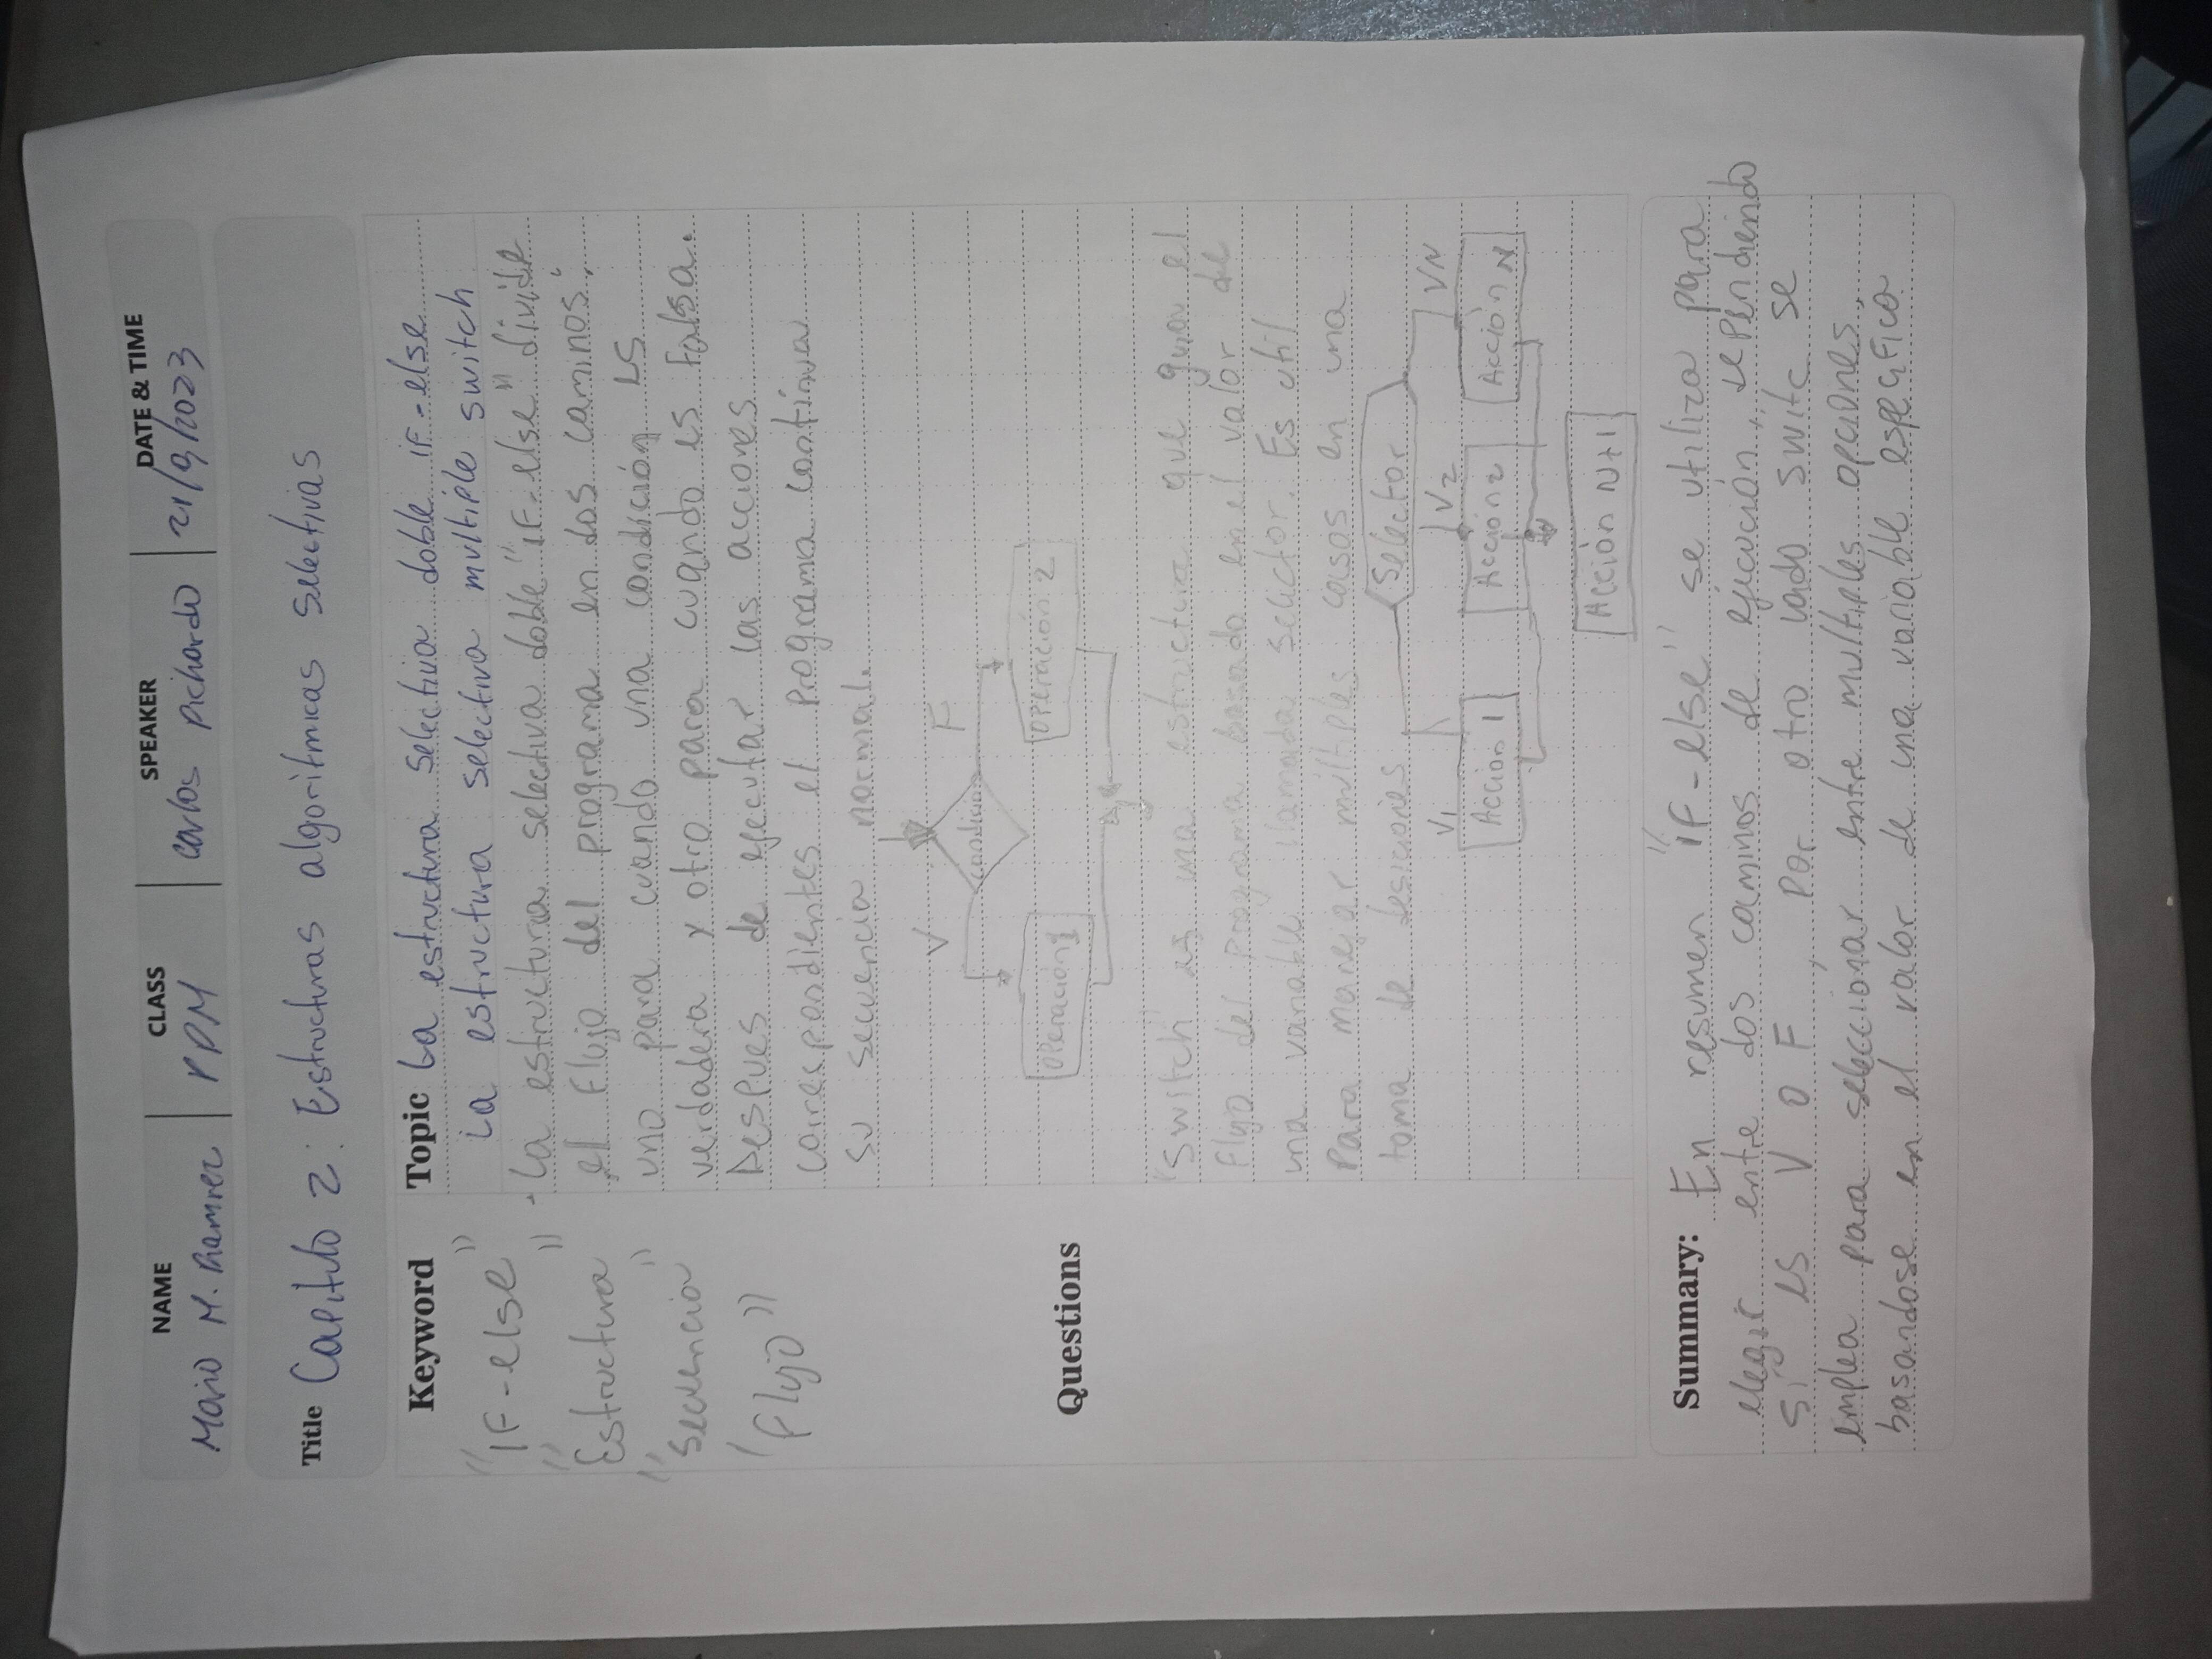 NAME
CLASS
SPEAKER
DATE & TIME
Mario M. Ramirez
PPM
Carlos Pichardo
21/9/2023
Title Capitulo 2: Estructuras algoritmicas selectivas
Keyword
"IF-else"
"Estructura"
"Secuencia"
"Flujo"
Questions
Topic La estructura selectiva doble if-else
La estructura selectiva multiple switch
-La estructura selectiva doble "IF-else" divide
el flujo del programa en dos caminos:
uno para cuando una condición es
verdadera y otro para cuando es falsa.
Despues de ejecutar las acciones
correspondientes el programa continua
su secuencia normal.
V
F
condición
Operación 1
Operación 2
"Switch" es una estructura que guia el
flujo del programa basado en el valor de
una variable llamada selector. Es util
para manejar múltiples casos en una
toma de desiciones
Selector
V1
V2
VN
Acción 1
Acción 2
Acción N
Acción N+1
Summary: En resumen "IF-else" se utiliza para
elegir entre dos caminos de ejecución, dependiendo
si es V o F, por otro lado switc se
emplea para seleccionar entre multiples opciones,
basandose en el valor de una variable especifica